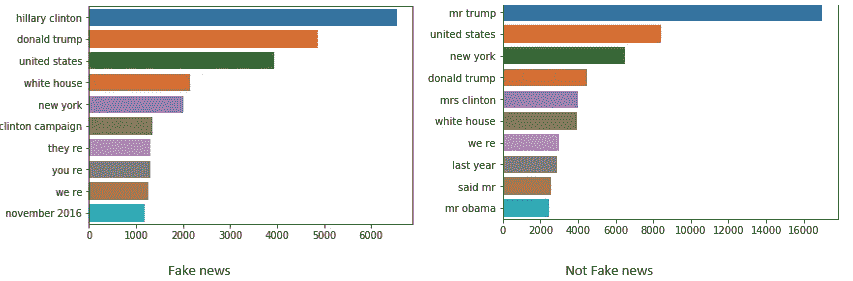 hillary clinton
donald trump
united states
white house
new york
clinton campaign
they re
you re
we re
november 2016
0 1000 2000 3000 4000 5000 6000
Fake news
mr trump
united states
new york
donald trump
mrs clinton
white house
we re
last year
said mr
mr obama
0 2000 4000 6000 8000 10000 12000 14000 16000
Not Fake news